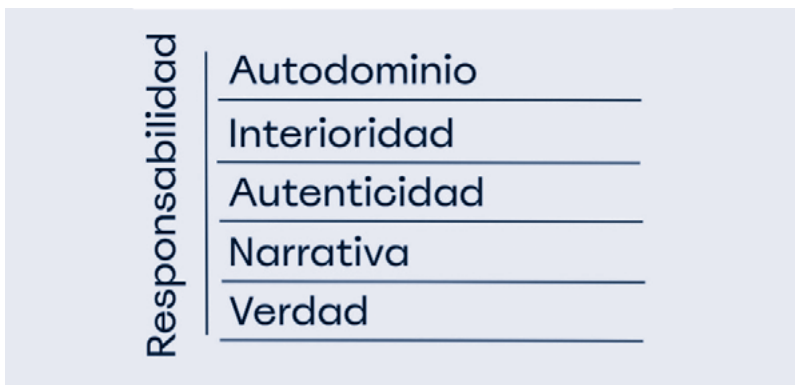 Responsabilidad
Autodominio
Interioridad
Autenticidad
Narrativa
Verdad